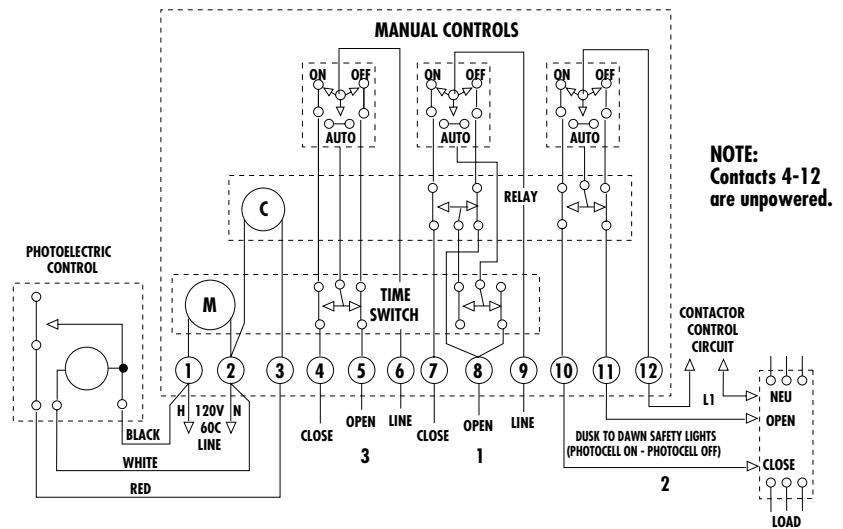 MANUAL CONTROLS
ON OFF
AUTO
ON OFF
AUTO
ON OFF
AUTO
NOTE:
Contacts 4-12
are unpowered.
C
RELAY
PHOTOELECTRIC
CONTROL
M
TIME
SWITCH
1 2 3 4 5 6 7 8 9 10 11 12
CONTACTOR
CONTROL
CIRCUIT
L1
NEU
OPEN
CLOSE
LOAD
H 120V N
60C
LINE
BLACK
WHITE
RED
CLOSE
OPEN
LINE
3
CLOSE
OPEN
LINE
1
DUSK TO DAWN SAFETY LIGHTS
(PHOTOCELL ON - PHOTOCELL OFF)
2